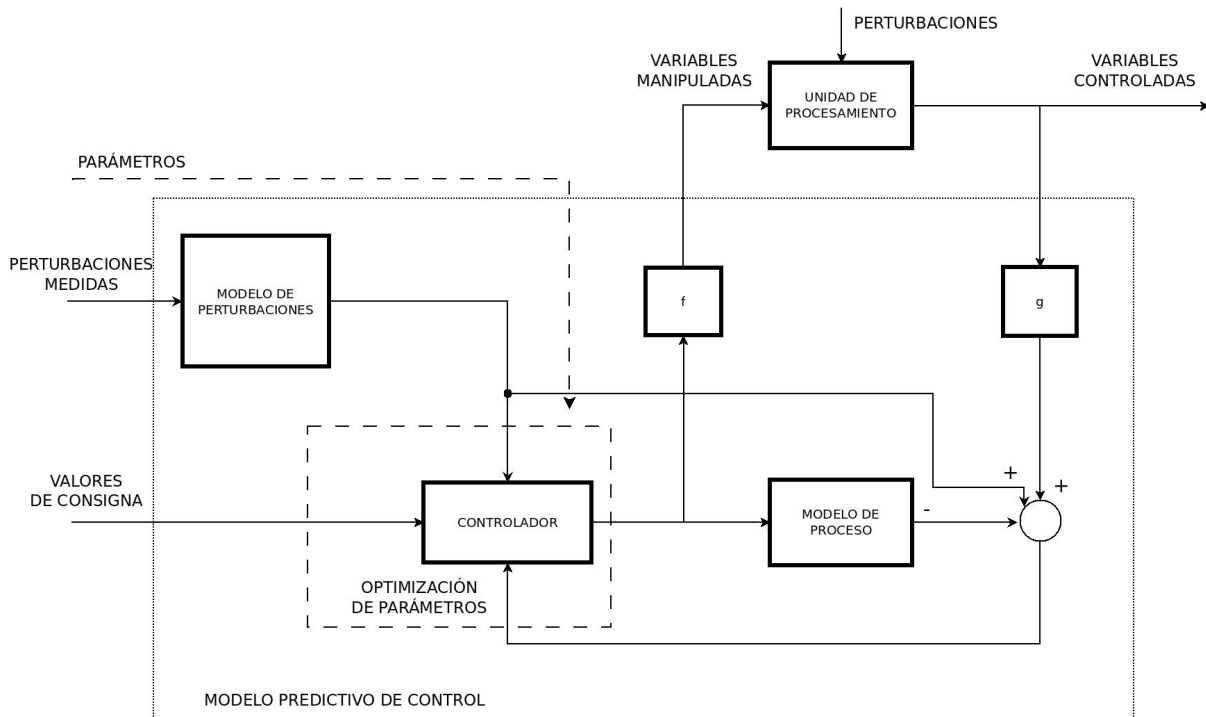 PERTURBACIONES
VARIABLES
MANIPULADAS
VARIABLES
CONTROLADAS
UNIDAD DE
PROCESAMIENTO
PARÁMETROS
PERTURBACIONES
MEDIDAS
MODELO DE
PERTURBACIONES
f
g
VALORES
DE CONSIGNA
CONTROLADOR
MODELO DE
PROCESO
-
+
+
OPTIMIZACIÓN
DE PARÁMETROS
MODELO PREDICTIVO DE CONTROL